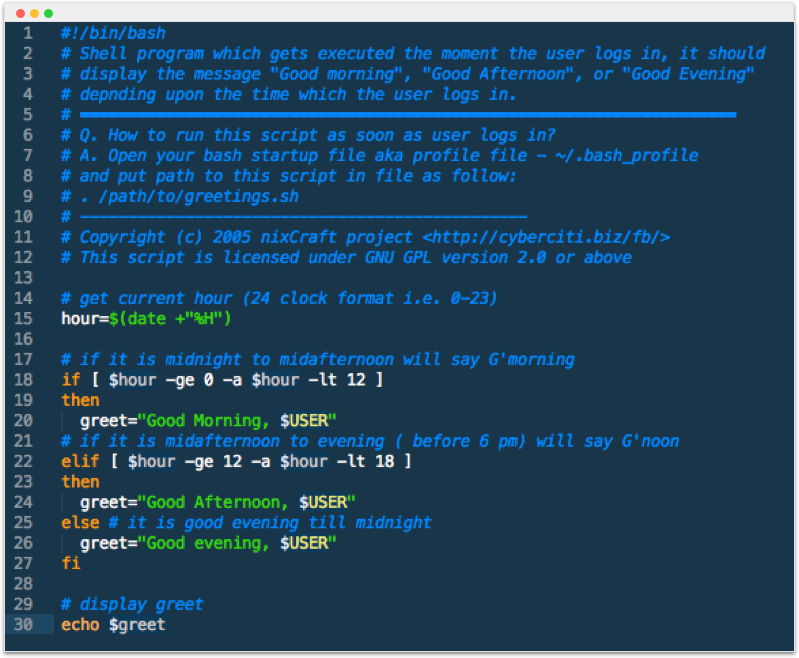 1 #!/bin/bash
2 # Shell program which gets executed the moment the user logs in, it should
3 # display the message "Good morning", "Good Afternoon", or "Good Evening"
4 # depnding upon the time which the user logs in.
5 # ---------------------------------------------------------------------
6 # Q. How to run this script as soon as user logs in?
7 # A. Open your bash startup file aka profile file - ~/.bash_profile
8 # and put path to this script in file as follow:
9 # . /path/to/greetings.sh
10 # -----------------------------------------------
11 # Copyright (c) 2005 nixCraft project <http://cyberciti.biz/fb/>
12 # This script is licensed under GNU GPL version 2.0 or above
13
14 # get current hour (24 clock format i.e. 0-23)
15 hour=$(date +"%H")
16
17 # if it is midnight to midafternoon will say G'morning
18 if [ $hour -ge 0 -a $hour -lt 12 ]
19 then
20   greet="Good Morning, $USER"
21 # if it is midafternoon to evening ( before 6 pm) will say G'noon
22 elif [ $hour -ge 12 -a $hour -lt 18 ]
23 then
24   greet="Good Afternoon, $USER"
25 else # it is good evening till midnight
26   greet="Good evening, $USER"
27 fi
28
29 # display greet
30 echo $greet